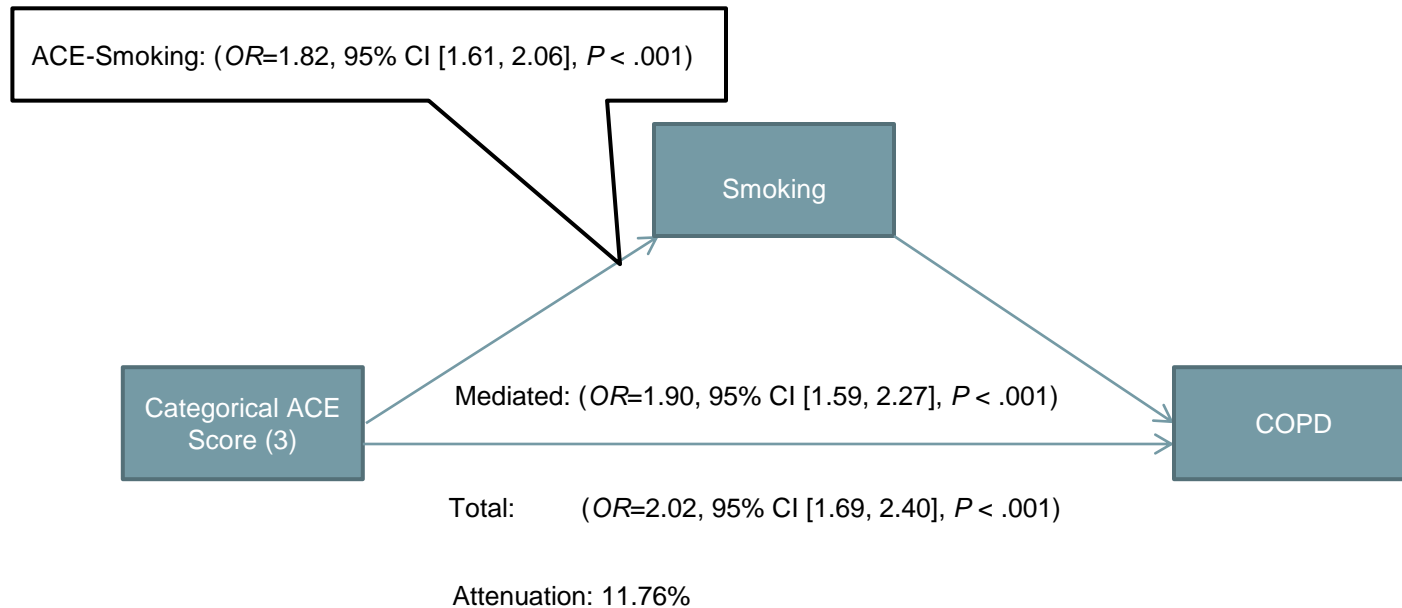 ACE-Smoking: (OR=1.82, 95% CI [1.61, 2.06], P < .001)
Smoking
Categorical ACE
Score (3)
Mediated: (OR=1.90, 95% CI [1.59, 2.27], P < .001)
COPD
Total: (OR=2.02, 95% CI [1.69, 2.40], P < .001)
Attenuation: 11.76%